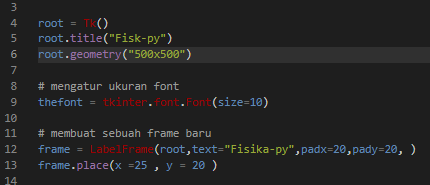 3
4 root = Tk()
5 root.title("Fisk-py")
6 root.geometry("500x500")
7
8 # mengatur ukuran font
9 thefont = tkinter.font.Font(size=10)
10
11 # membuat sebuah frame baru
12 frame = LabelFrame(root,text="Fisika-py",padx=20,pady=20, )
13 frame.place(x =25 , y = 20 )
14